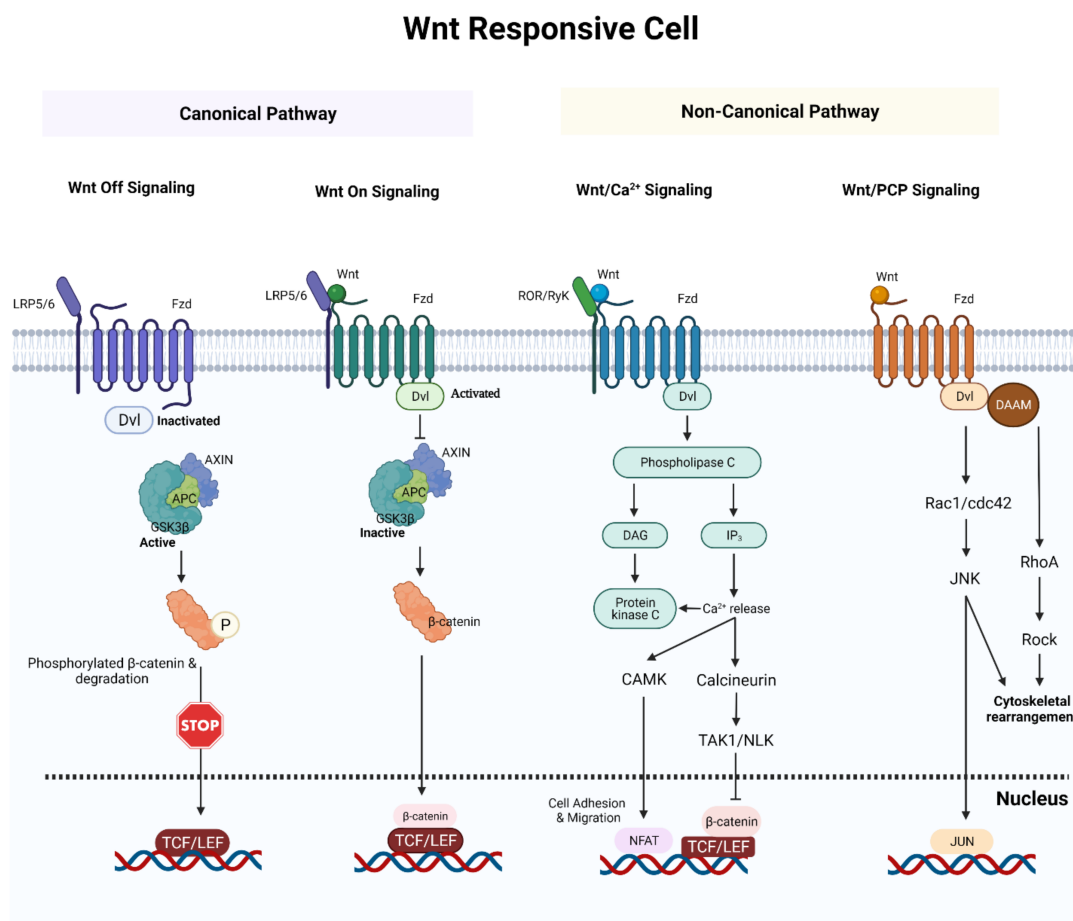 Wnt Responsive Cell
Canonical Pathway
Non-Canonical Pathway
Wnt Off Signaling
Wnt On Signaling
Wnt/Ca²⁺ Signaling
Wnt/PCP Signaling
LRP5/6
Fzd
Dvl
Inactivated
AXIN
APC
GSK3β
Active
P
Phosphorylated β-catenin &
degradation
STOP
TCF/LEF
Wnt
LRP5/6
Fzd
Dvl
Activated
AXIN
APC
GSK3β
Inactive
β-catenin
β-catenin
TCF/LEF
Wnt
ROR/RyK
Fzd
Dvl
Phospholipase C
DAG
IP₃
Protein
kinase C
Ca²⁺ release
CAMK
Calcineurin
TAK1/NLK
Cell Adhesion
& Migration
NFAT
β-catenin
TCF/LEF
Wnt
Fzd
Dvl
DAAM
Rac1/cdc42
JNK
RhoA
Rock
Cytoskeletal
rearrangement
Nucleus
JUN